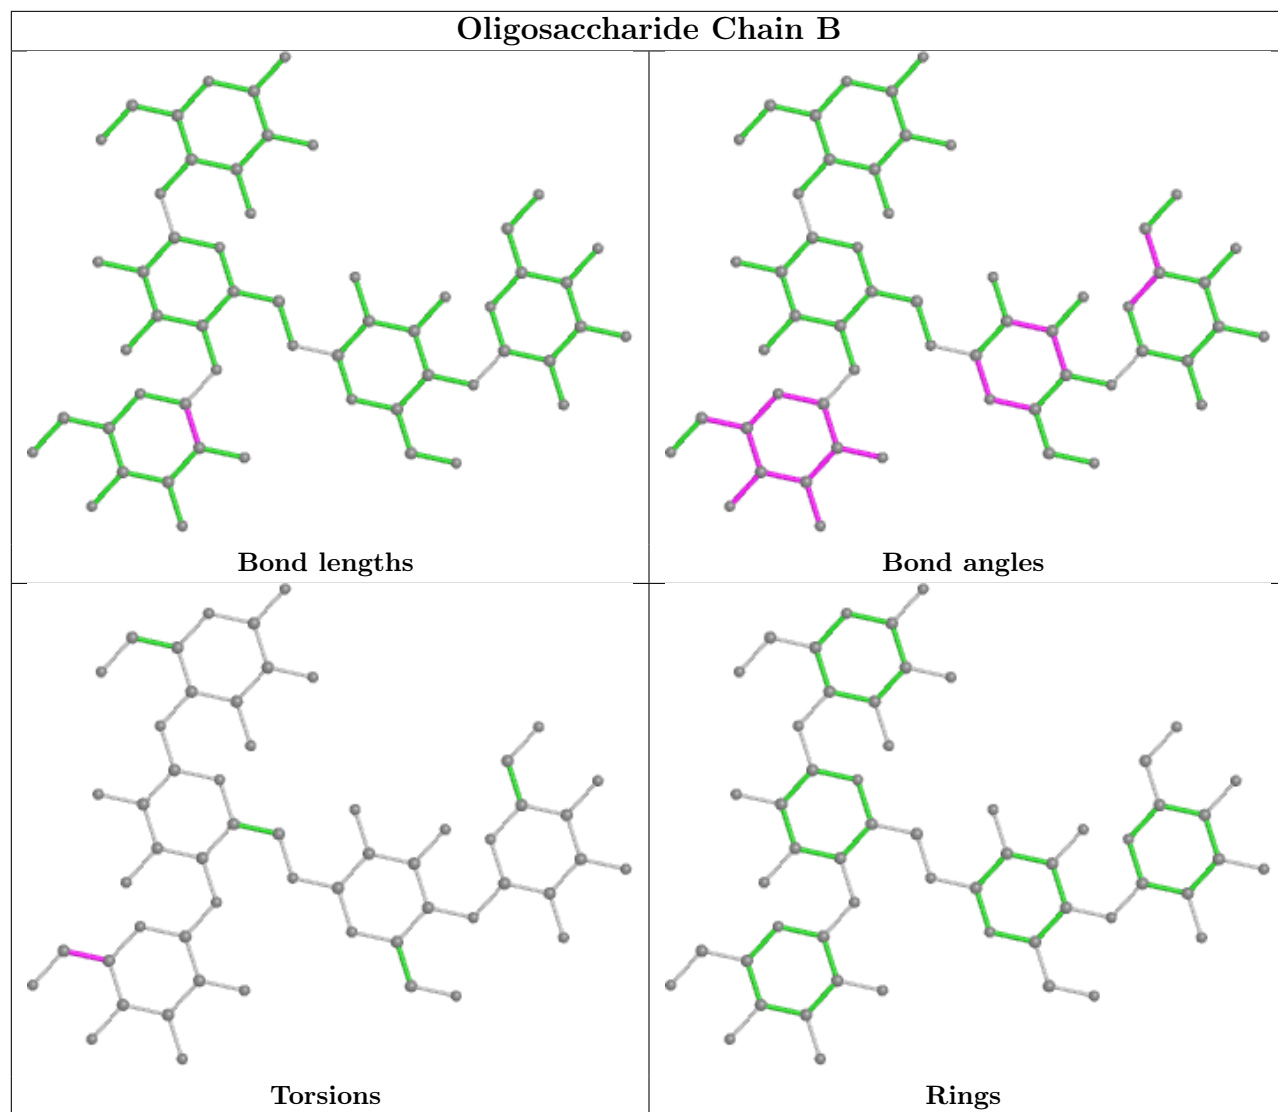 Oligosaccharide Chain B
Bond lengths
Bond angles
Torsions
Rings